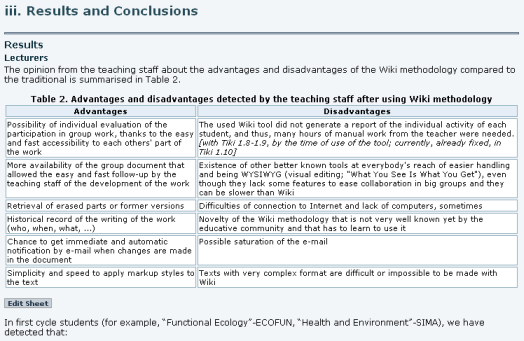 iii. Results and Conclusions
Results
Lecturers
The opinion from the teaching staff about the advantages and disadvantages of the Wiki methodology compared to
the traditional is summarised in Table 2.
Table 2. Advantages and disadvantages detected by the teaching staff after using Wiki methodology
Advantages
Disadvantages
Possibility of individual evaluation of the
participation in group work, thanks to the easy
and fast accessibility to each others' part of
the work
The used Wiki tool did not generate a report of the individual activity of each
student, and thus, many hours of manual work from the teacher were needed.
[with Tiki 1.8-1.9, by the time of use of the tool; currently, already fixed, in
Tiki 1.10]
More availability of the group document that
allowed the easy and fast follow-up by the
teaching staff of the development of the work
Existence of other better known tools at everybody's reach of easier handling
and being WYSIWYG (visual editing; "What You See Is What You Get"), even
though they lack some features to ease collaboration in big groups and they
can be slower than Wiki
Retrieval of erased parts or former versions
Difficulties of connection to Internet and lack of computers, sometimes
Historical record of the writing of the work
(who, when, what, ...)
Novelty of the Wiki methodology that is not very well known yet by the
educative community and that has to learn to use it
Chance to get immediate and automatic
notification by e-mail when changes are made
in the document
Possible saturation of the e-mail
Simplicity and speed to apply markup styles to
the text
Texts with very complex format are difficult or impossible to be made with
Wiki
Edit Sheet
In first cycle students (for example, "Functional Ecology"-ECOFUN, "Health and Environment"-SIMA), we have
detected that: